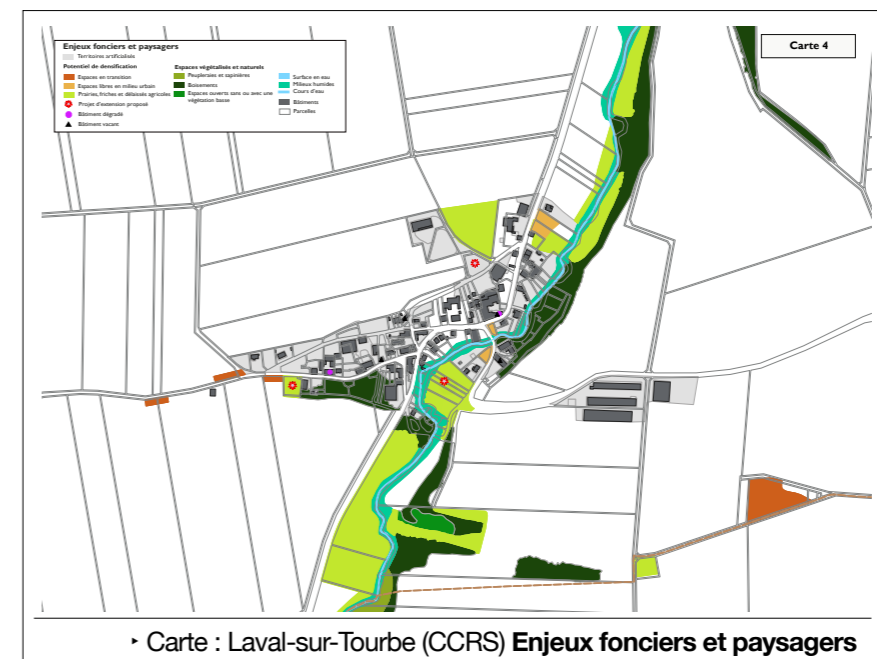 Carte 4
Enjeux fonciers et paysagers
Territoires artificialisés
Potentiel de densification
Espaces en transition
Espaces libres en milieu urbain
Prairies, friches et délaissés agricoles
Projet d'extension proposé
Bâtiment dégradé
Bâtiment vacant
Espaces végétalisés et naturels
Peupleraies et sapinières
Boisements
Espaces ouverts sans ou avec une
végétation basse
Surface en eau
Milieux humides
Cours d'eau
Bâtiments
Parcelles
‣ Carte : Laval-sur-Tourbe (CCRS) Enjeux fonciers et paysagers